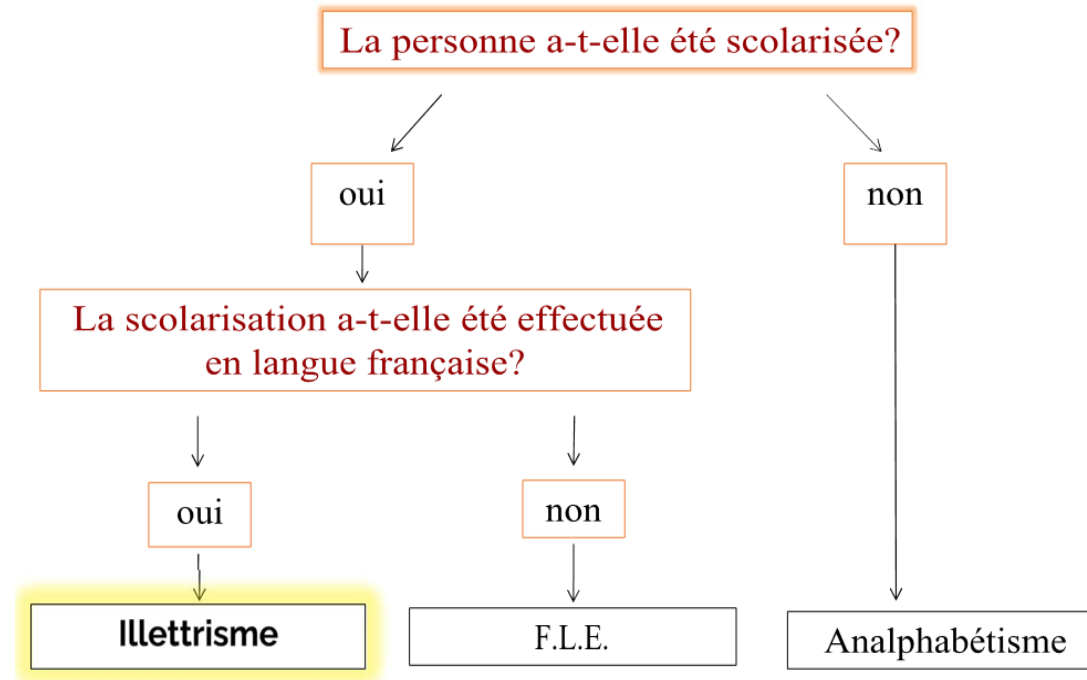 La personne a-t-elle été scolarisée?
oui
non
La scolarisation a-t-elle été effectuée
en langue française?
oui
non
Illettrisme
F.L.E.
Analphabétisme